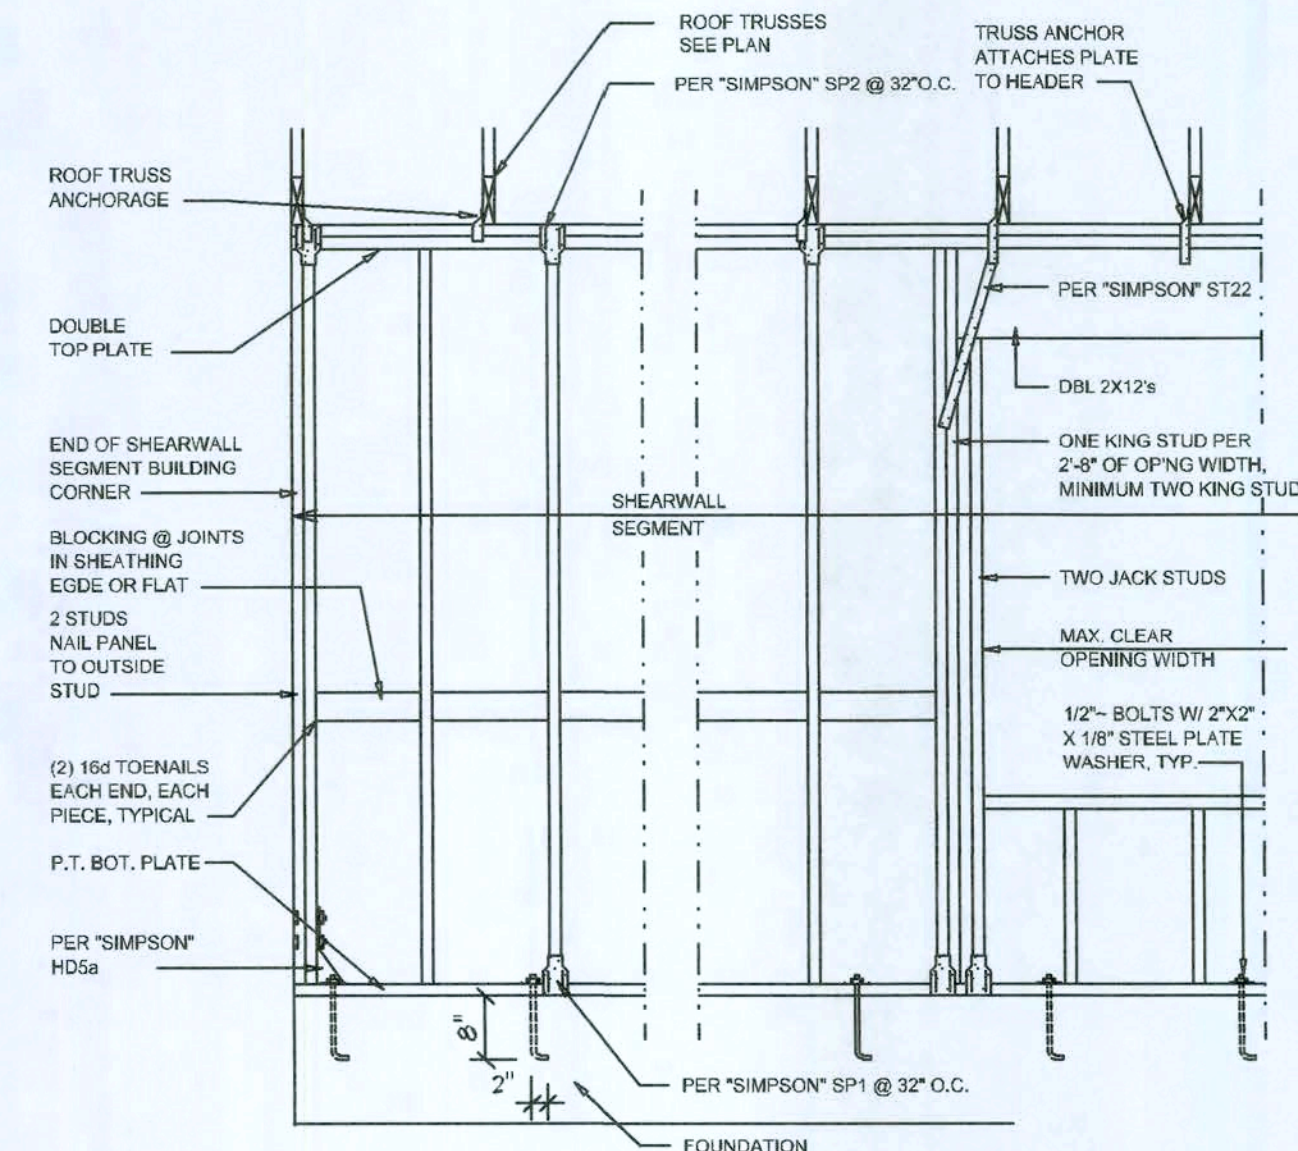 ROOF TRUSSES
SEE PLAN
TRUSS ANCHOR
ATTACHES PLATE
TO HEADER
PER "SIMPSON" SP2 @ 32"O.C.
ROOF TRUSS
ANCHORAGE
PER "SIMPSON" ST22
DOUBLE
TOP PLATE
DBL 2X12's
END OF SHEARWALL
SEGMENT BUILDING
CORNER
ONE KING STUD PER
2'-8" OF OP'NG WIDTH,
MINIMUM TWO KING STUD
SHEARWALL
SEGMENT
BLOCKING @ JOINTS
IN SHEATHING
EGDE OR FLAT
TWO JACK STUDS
2 STUDS
NAIL PANEL
TO OUTSIDE
STUD
MAX. CLEAR
OPENING WIDTH
1/2"~ BOLTS W/ 2"X2"
X 1/8" STEEL PLATE
WASHER, TYP.
(2) 16d TOENAILS
EACH END, EACH
PIECE, TYPICAL
P.T. BOT. PLATE
PER "SIMPSON"
HD5a
8"
2"
PER "SIMPSON" SP1 @ 32" O.C.
FOUNDATION